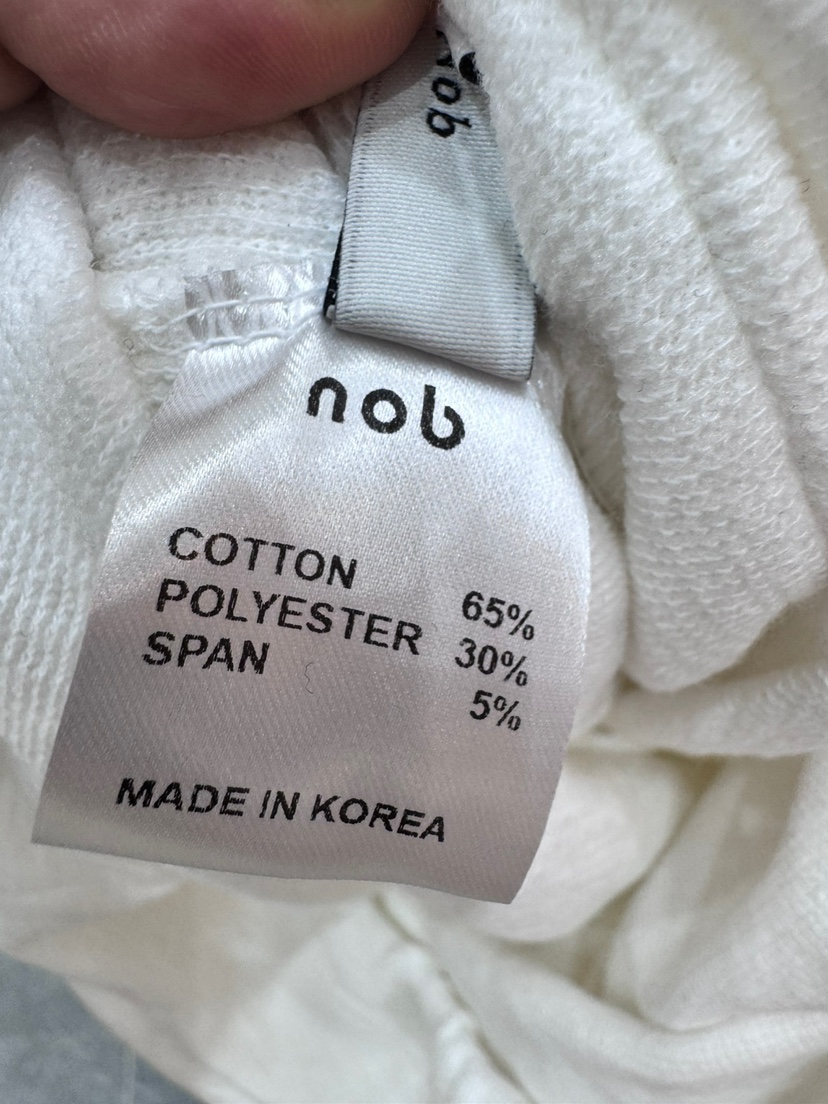 nob
nob
COTTON 65%
POLYESTER 30%
SPAN 5%
MADE IN KOREA